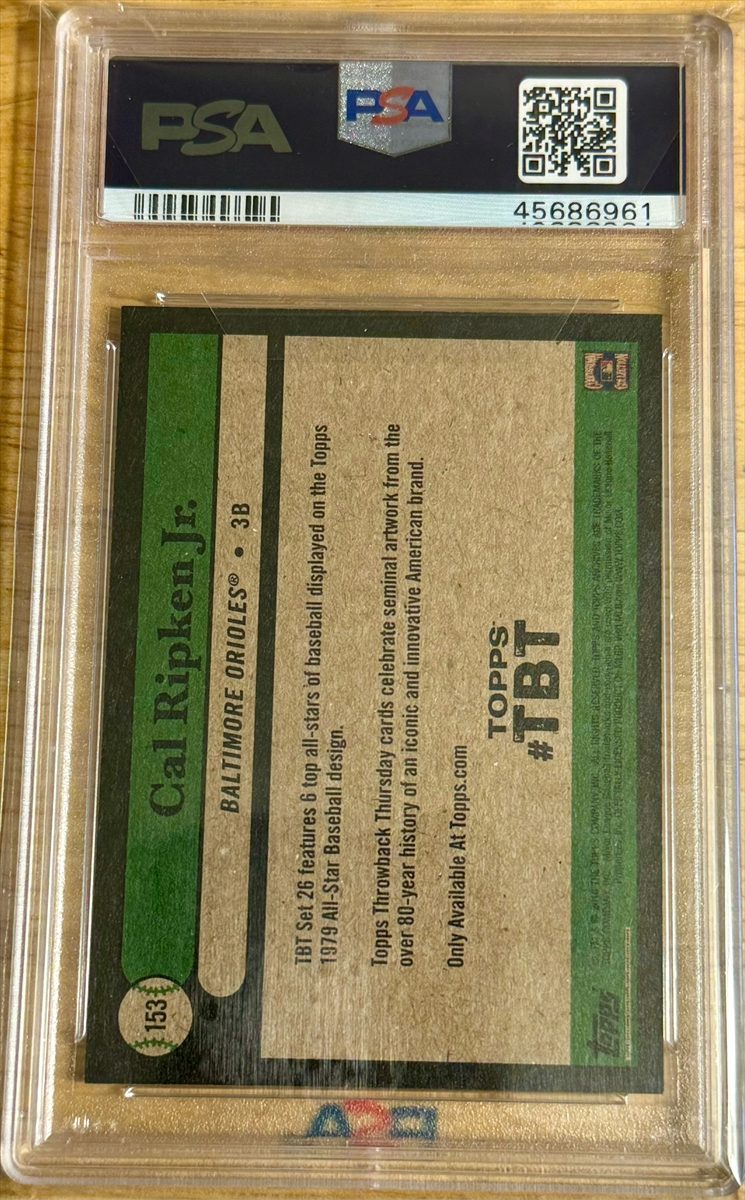 PSA
PSA
45686961
153
Cal Ripken Jr.
BALTIMORE ORIOLES® • 3B
TBT Set 26 features 6 top all-stars of baseball displayed on the Topps
1979 All-Star Baseball design.
Topps Throwback Thursday cards celebrate seminal artwork from the
over 80-year history of an iconic and innovative American brand.
Only Available At Topps.com
TOPPS
#TBT
topps
COLLECTION